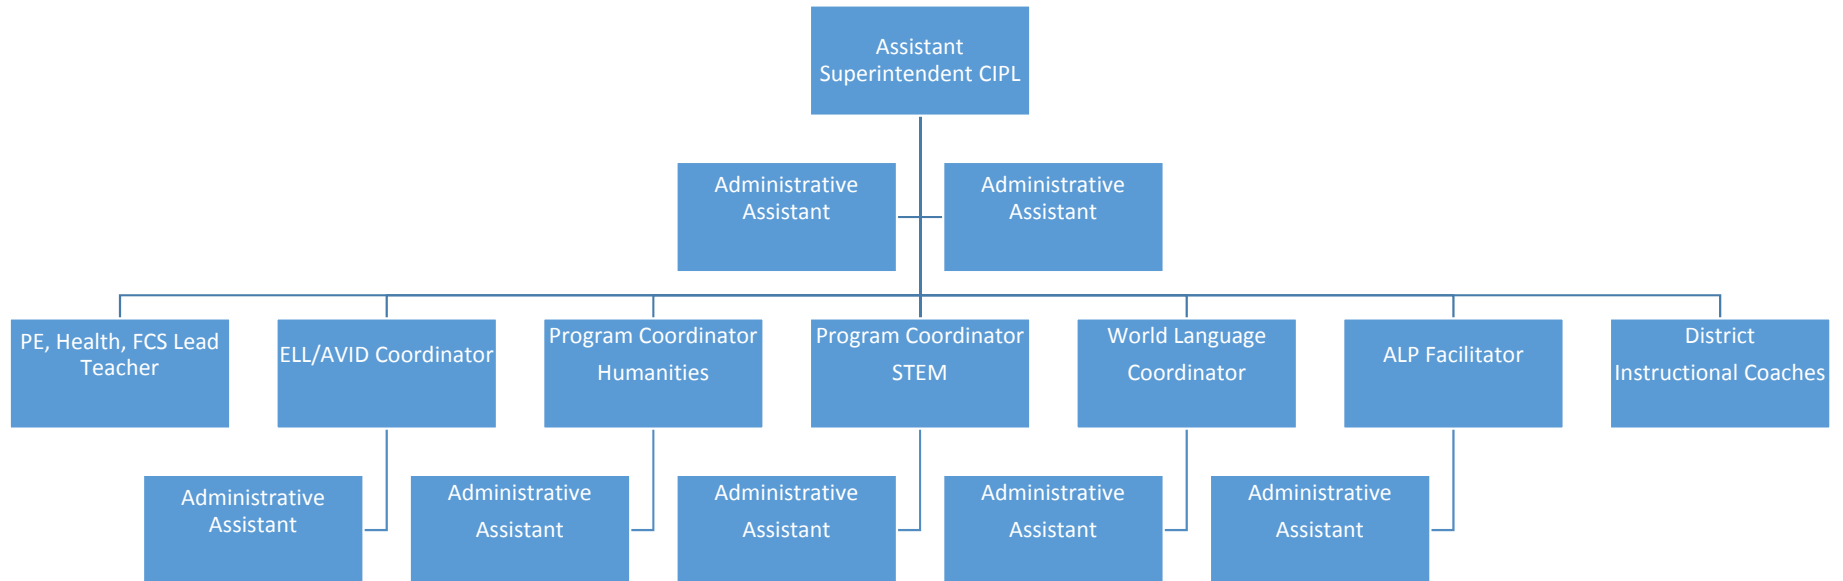 Assistant
Superintendent CIPL
Administrative
Assistant
Administrative
Assistant
PE, Health, FCS Lead
Teacher
ELL/AVID Coordinator
Program Coordinator
Humanities
Program Coordinator
STEM
World Language
Coordinator
ALP Facilitator
District
Instructional Coaches
Administrative
Assistant
Administrative
Assistant
Administrative
Assistant
Administrative
Assistant
Administrative
Assistant